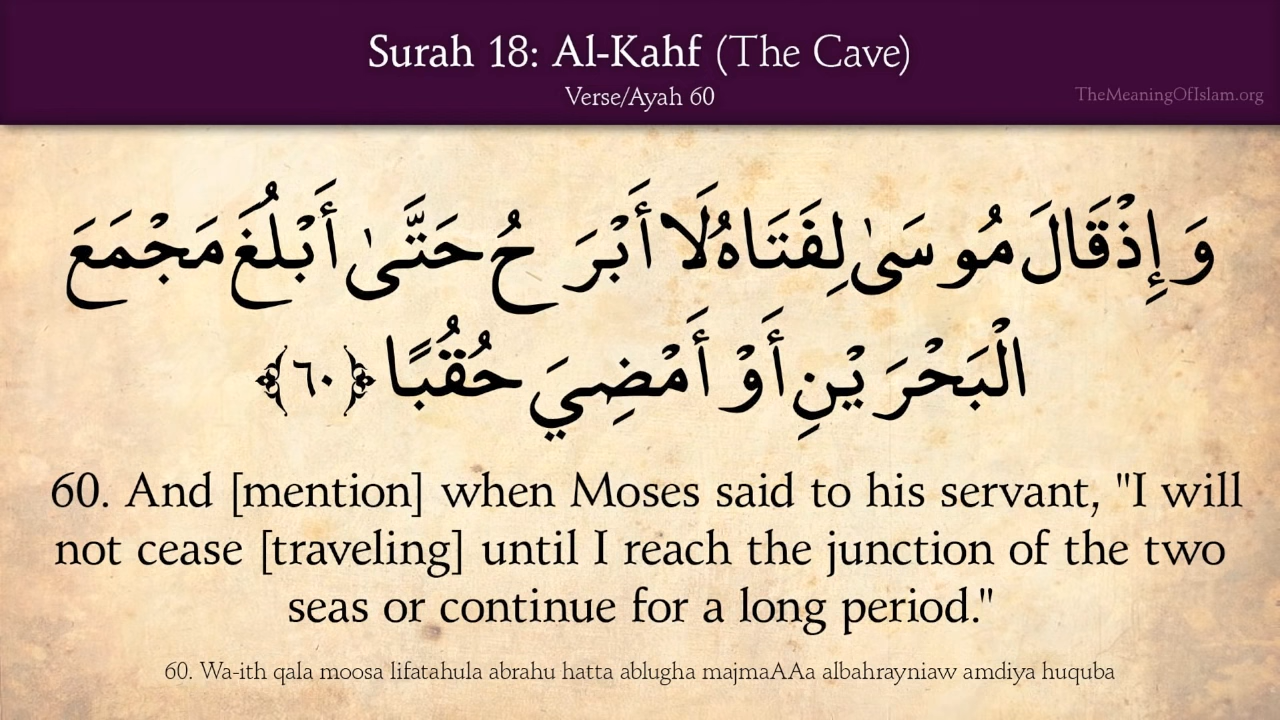 Surah 18: Al-Kahf (The Cave)
Verse/Ayah 60
TheMeaningOfIslam.org
وَإِذْ قَالَ مُوسَىٰ لِفَتَاهُ لَا أَبْرَحُ حَتَّىٰ أَبْلُغَ مَجْمَعَ
الْبَحْرَيْنِ أَوْ أَمْضِيَ حُقُبًا ﴿٦٠﴾
60. And [mention] when Moses said to his servant, "I will
not cease [traveling] until I reach the junction of the two
seas or continue for a long period."
60. Wa-ith qala moosa lifatahula abrahu hatta ablugha majmaAAa albahrayniaw amdiya huquba